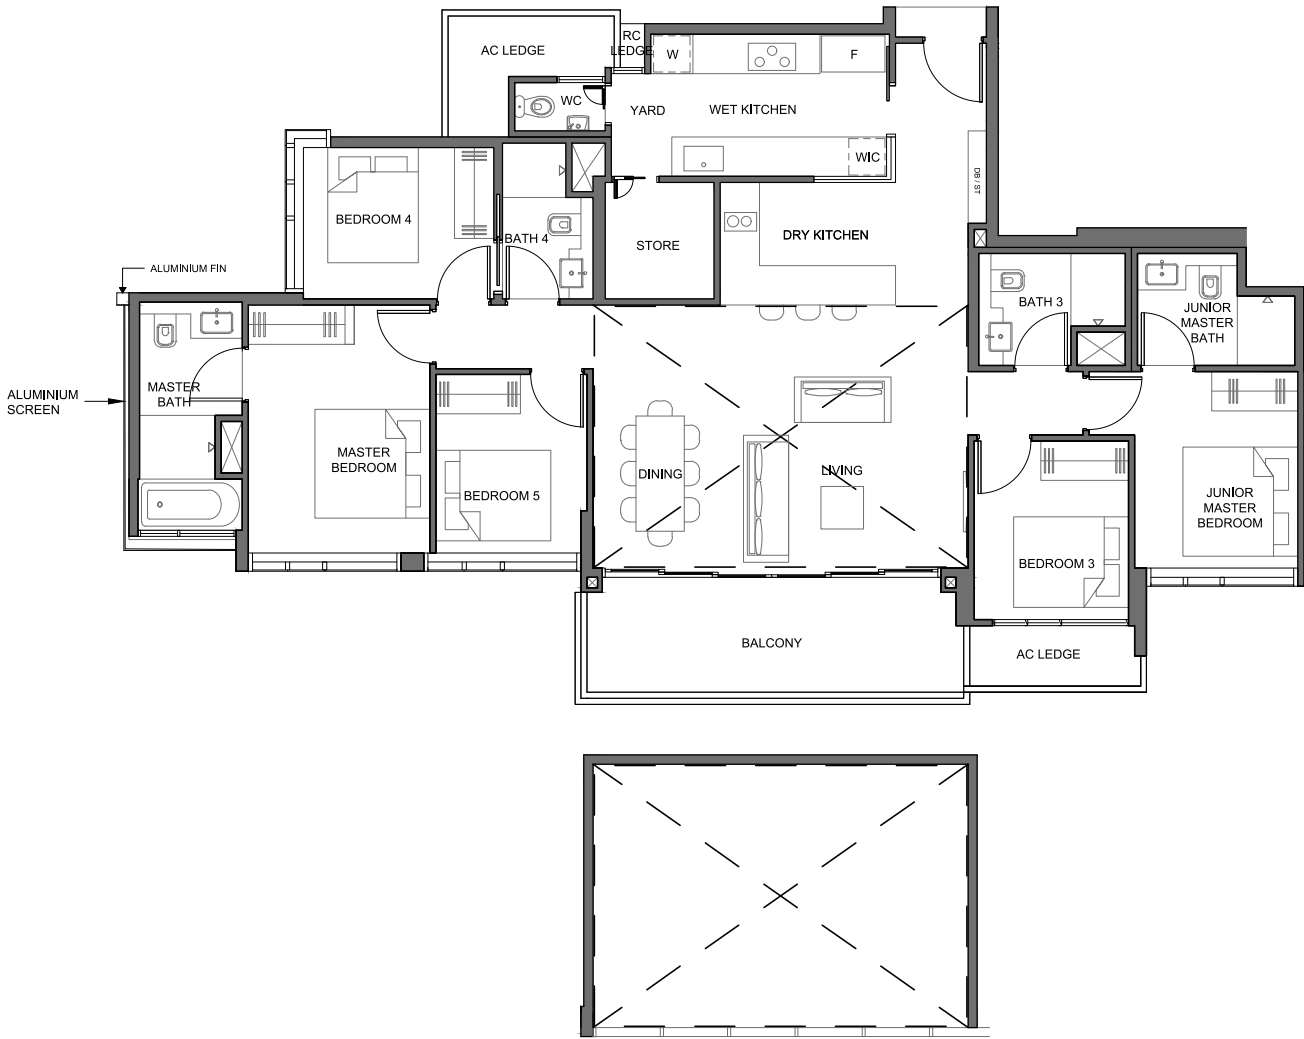 RC
LEDGE
AC LEDGE
W
F
WC
YARD
WET KITCHEN
WIC
DB / ST
BEDROOM 4
BATH 4
STORE
DRY KITCHEN
ALUMINIUM FIN
BATH 3
JUNIOR
MASTER
BATH
ALUMINIUM
SCREEN
MASTER
BATH
MASTER
BEDROOM
BEDROOM 5
DINING
LIVING
JUNIOR
MASTER
BEDROOM
BEDROOM 3
BALCONY
AC LEDGE